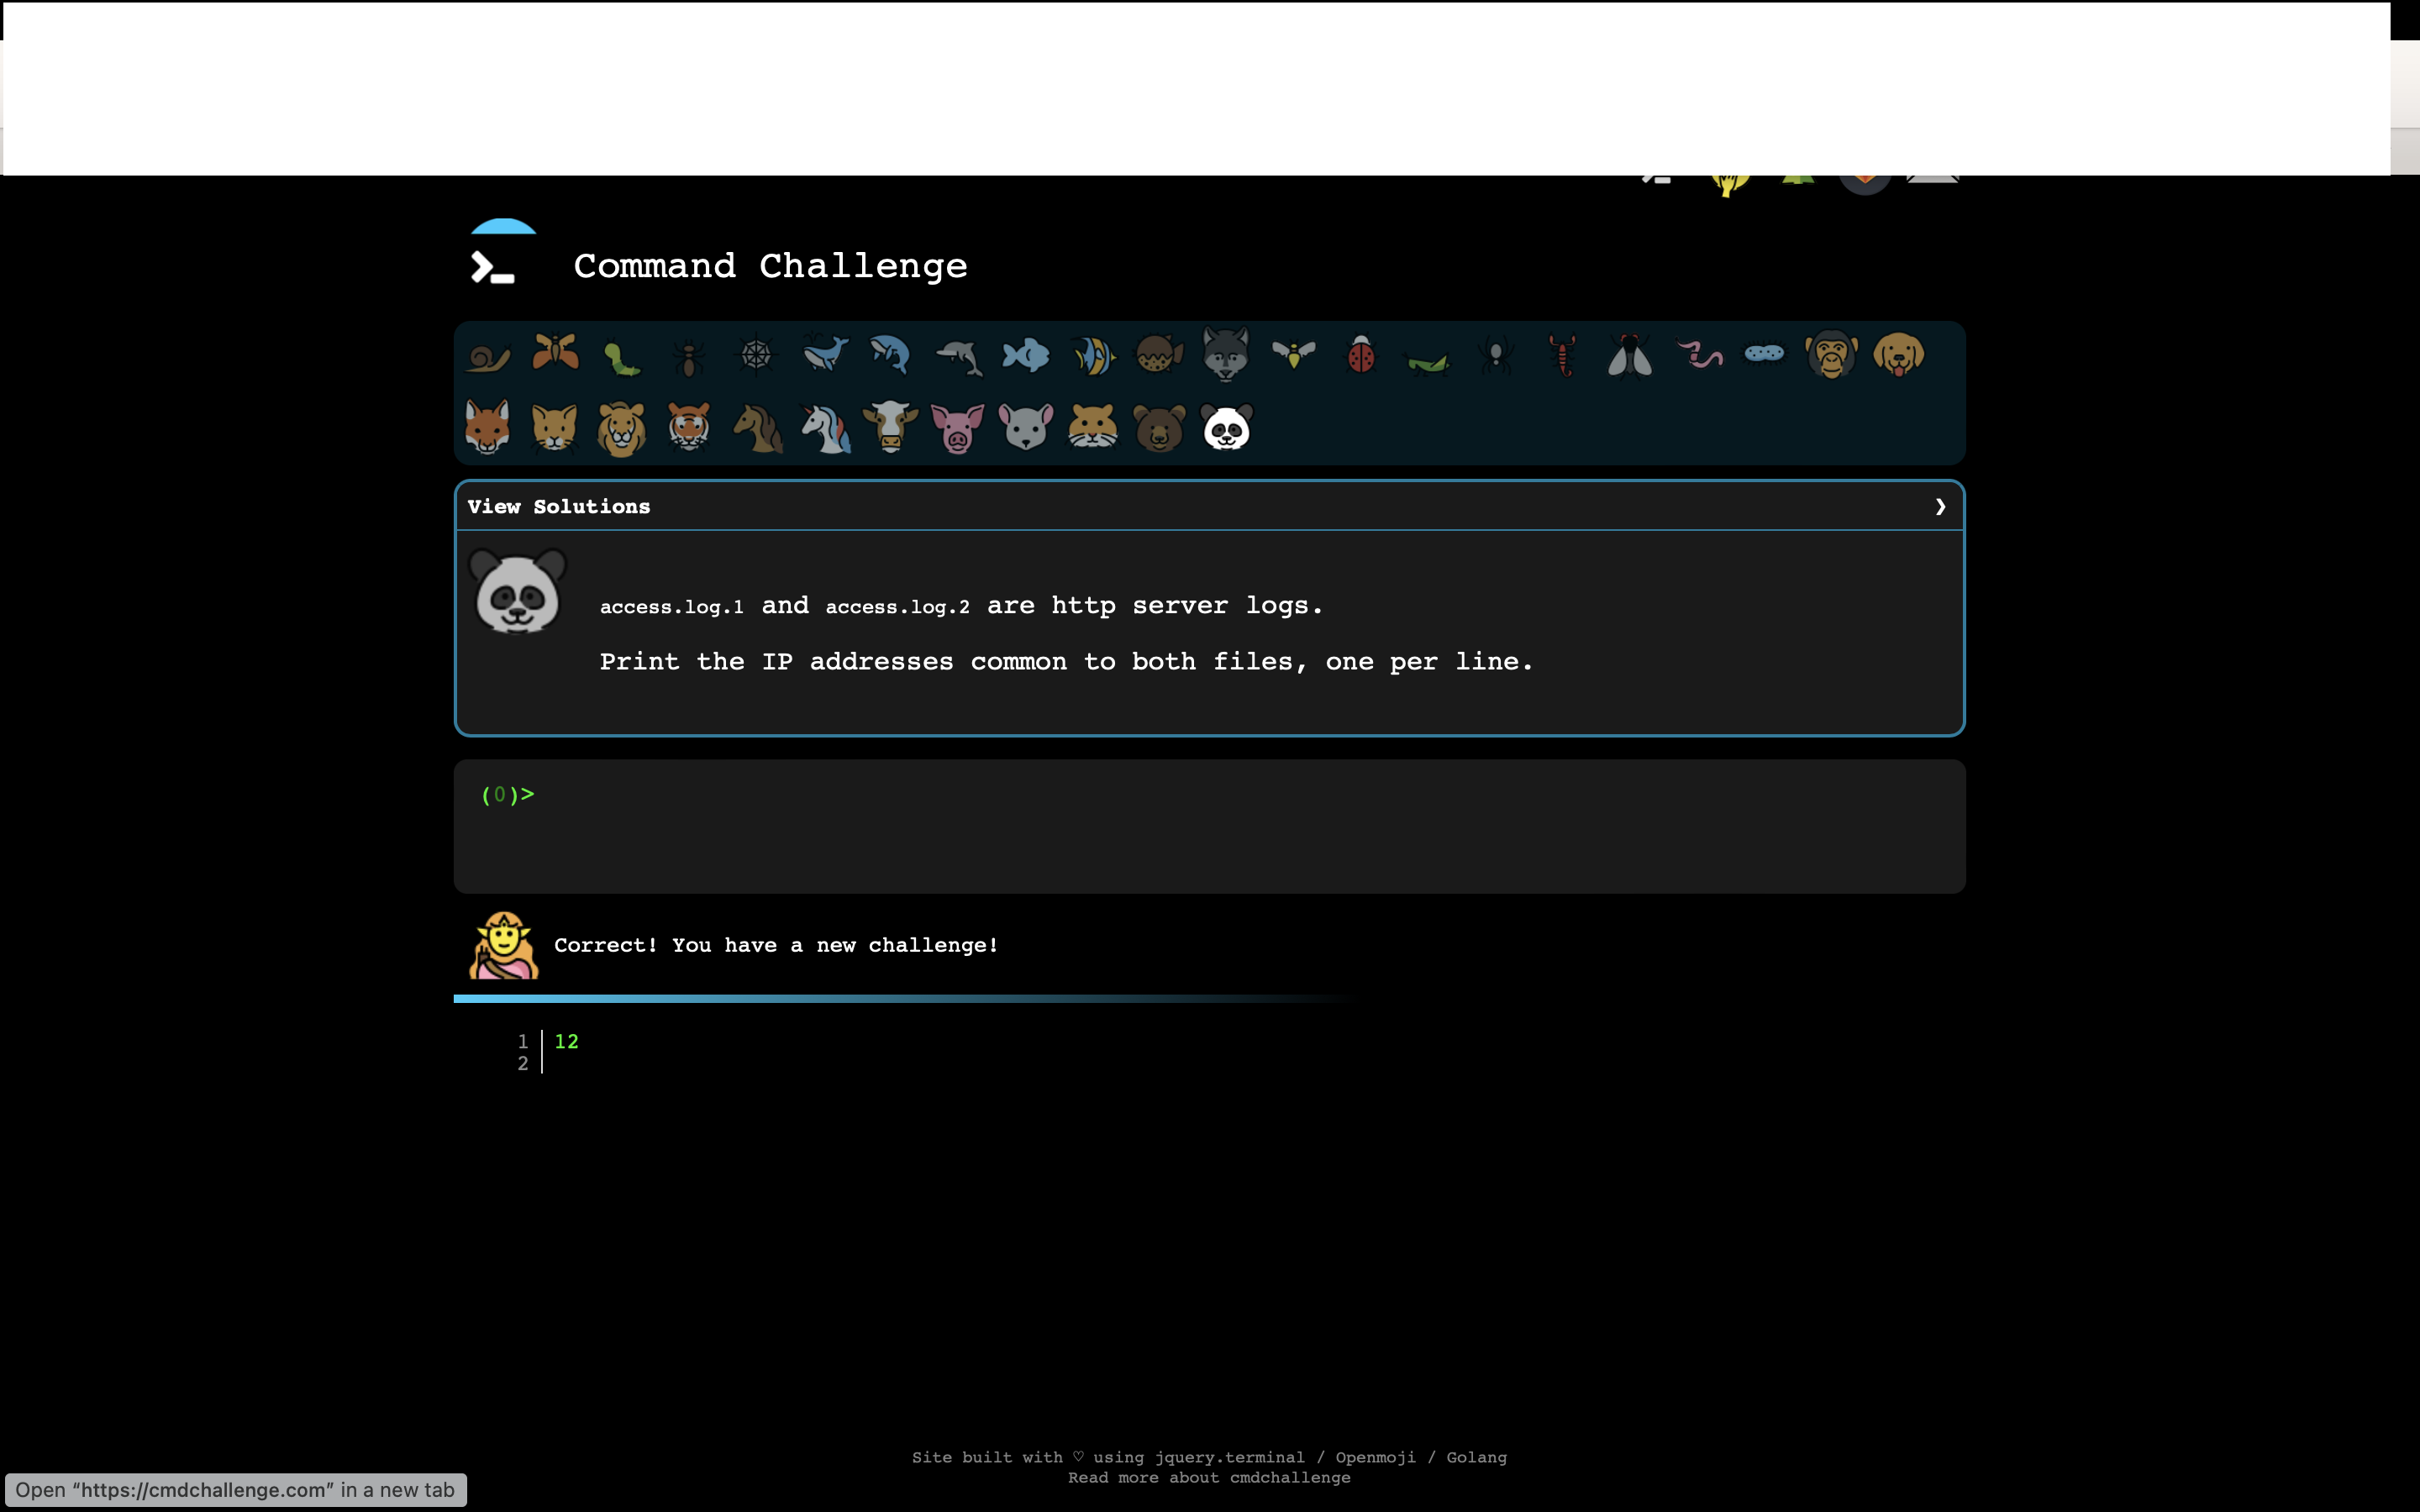 Command Challenge
View Solutions ❯
access.log.1 and access.log.2 are http server logs.
Print the IP addresses common to both files, one per line.
(0)>
Correct! You have a new challenge!
1 12
2
Site built with ♡ using jquery.terminal / Openmoji / Golang
Read more about cmdchallenge
Open “https://cmdchallenge.com” in a new tab